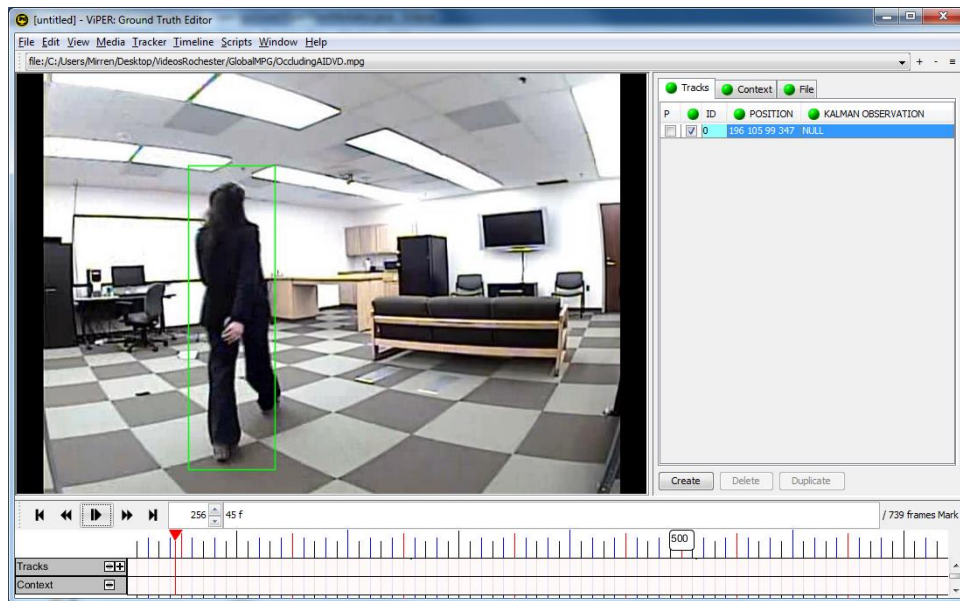 [untitled] - ViPER: Ground Truth Editor
File Edit View Media Tracker Timeline Scripts Window Help
file:/C:/Users/Mirren/Desktop/VideosRochester/GlobalMPG/OccludingAIDVD.mpg
+ - =
Tracks Context File
P ID POSITION KALMAN OBSERVATION
0 196 105 99 347 NULL
Create Delete Duplicate
256 45 f / 739 frames Mark
500
Tracks
Context